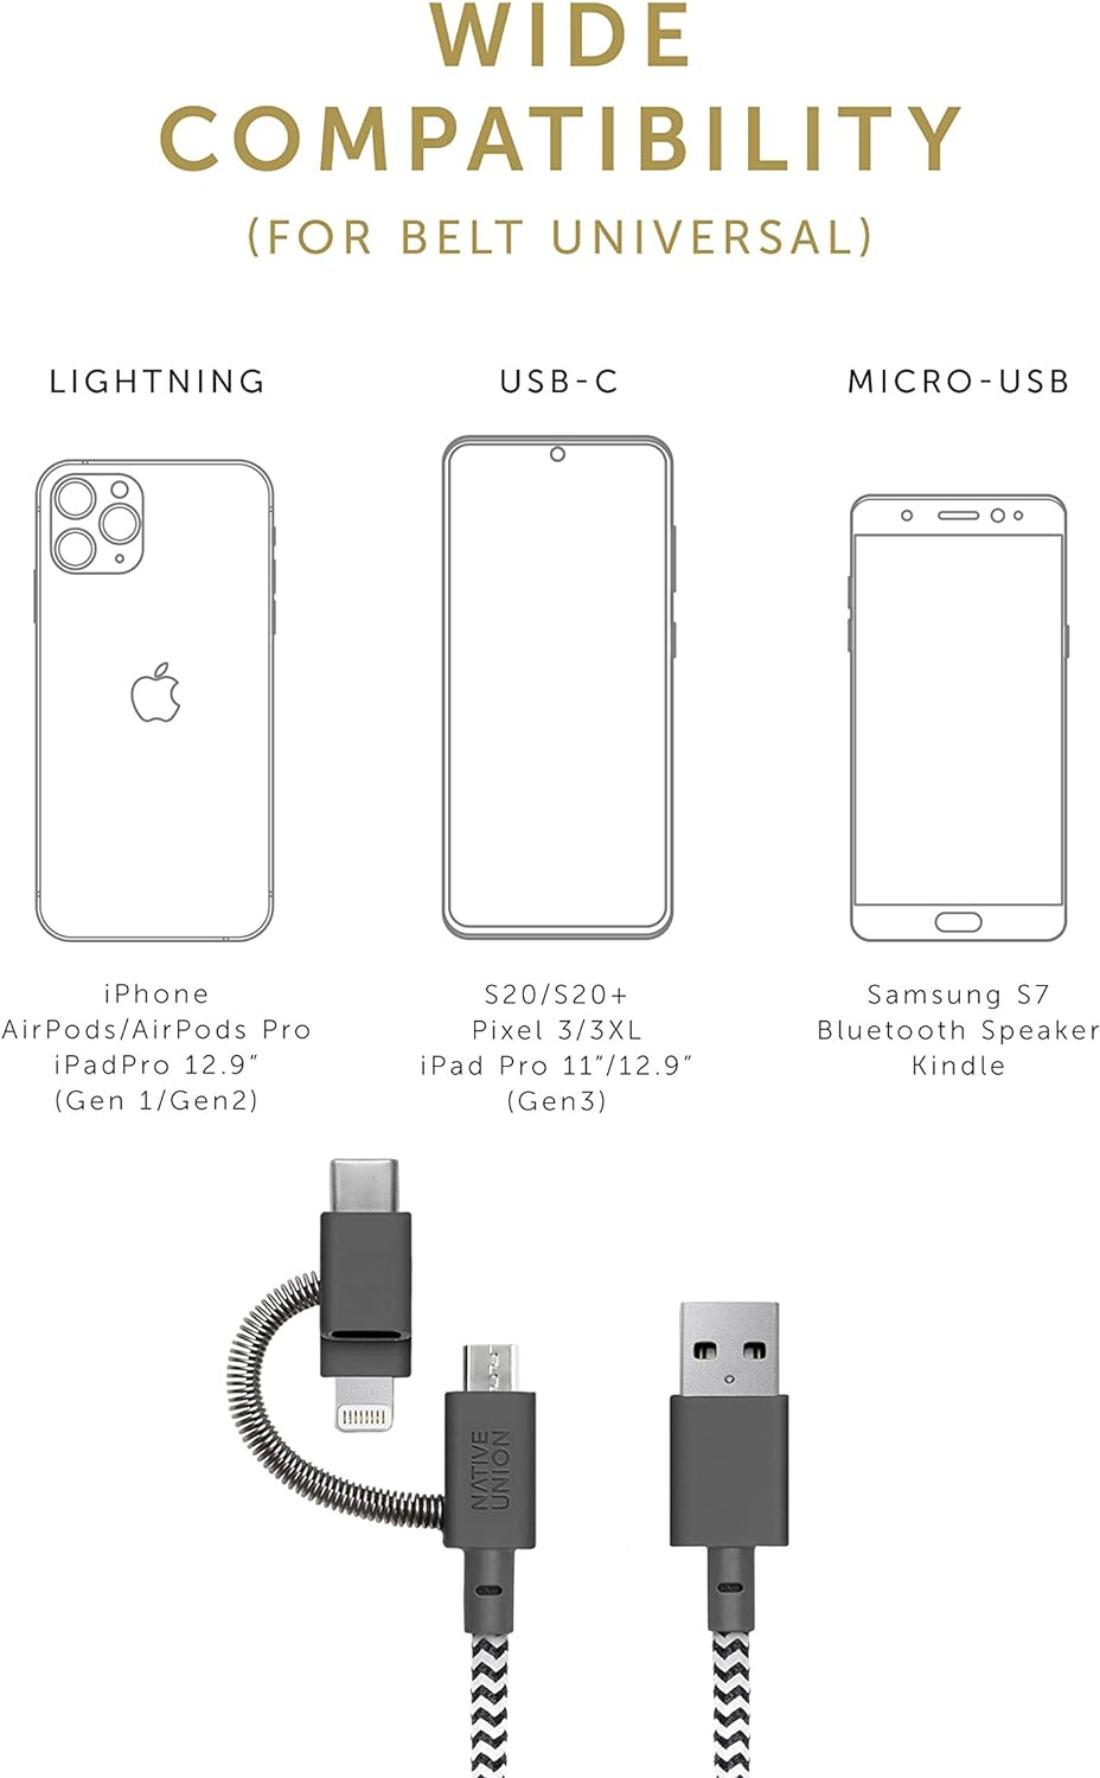 WIDE
COMPATIBILITY
(FOR BELT UNIVERSAL)
LIGHTNING
USB-C
MICRO-USB
iPhone
AirPods/AirPods Pro
iPadPro 12.9″
(Gen 1/Gen2)
S20/S20+
Pixel 3/3XL
iPad Pro 11″/12.9″
(Gen3)
Samsung S7
Bluetooth Speaker
Kindle
NATIVE
UNION